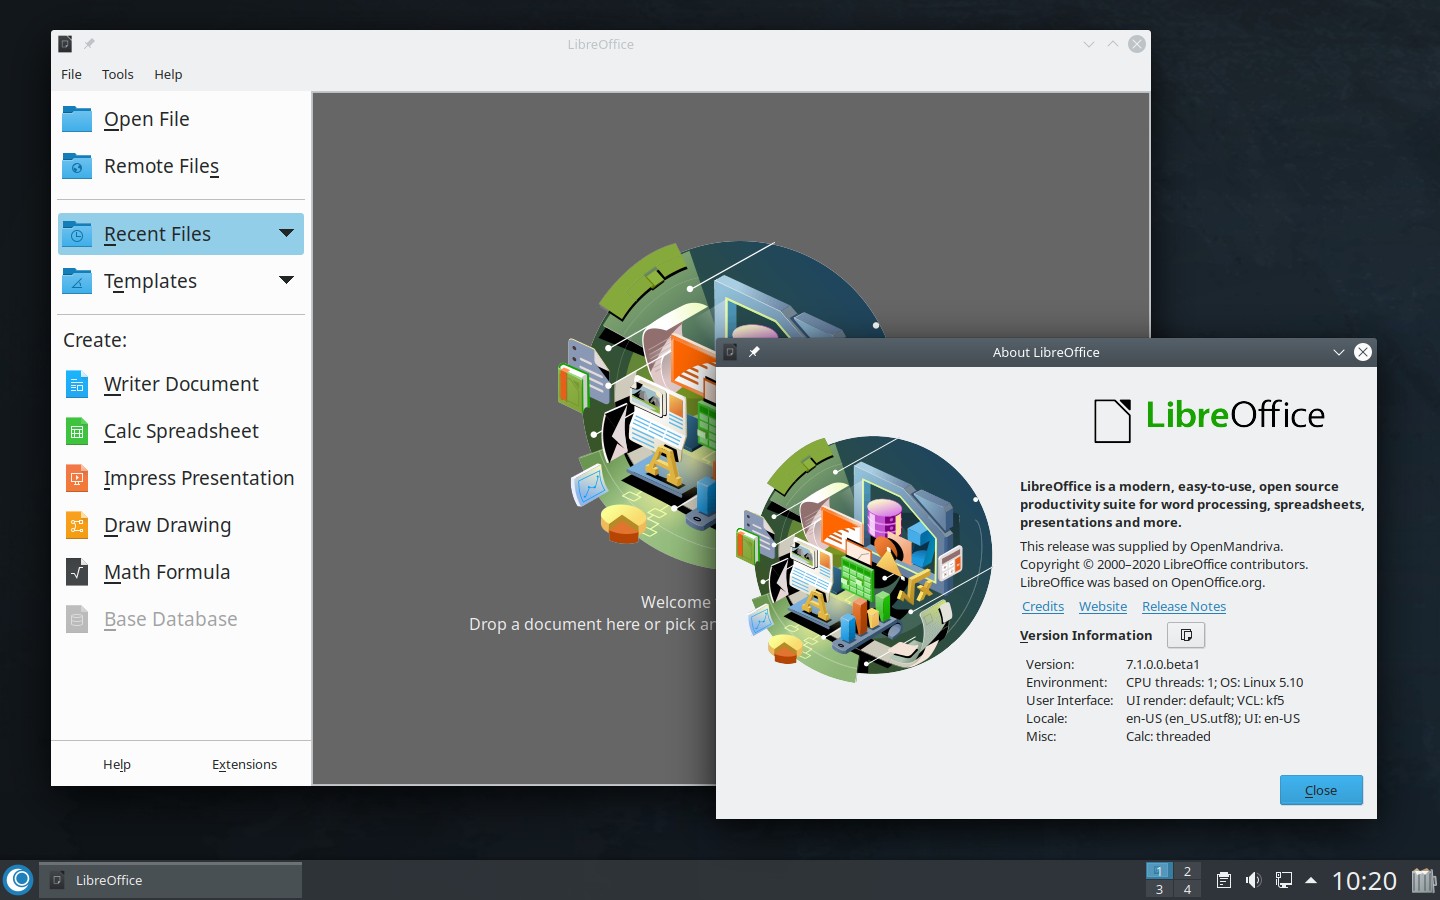 LibreOffice
File Tools Help
Open File
Remote Files
Recent Files
Templates
Create:
Writer Document
Calc Spreadsheet
Impress Presentation
Draw Drawing
Math Formula
Base Database
Help Extensions
Welcome
Drop a document here or pick
About LibreOffice
LibreOffice
LibreOffice is a modern, easy-to-use, open source
productivity suite for word processing, spreadsheets,
presentations and more.
This release was supplied by OpenMandriva.
Copyright © 2000–2020 LibreOffice contributors.
LibreOffice was based on OpenOffice.org.
Credits Website Release Notes
Version Information
Version: 7.1.0.0.beta1
Environment: CPU threads: 1; OS: Linux 5.10
User Interface: UI render: default; VCL: kf5
Locale: en-US (en_US.utf8); UI: en-US
Misc: Calc: threaded
Close
LibreOffice
1 2
3 4
10:20